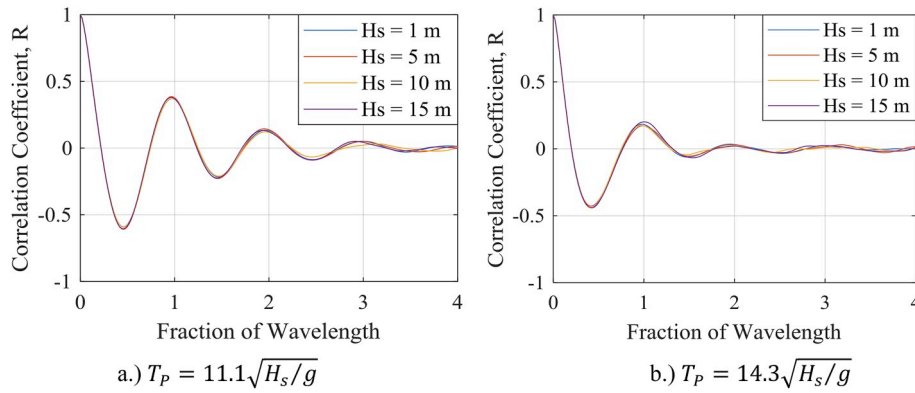 1
0.5
0
-0.5
-1
Correlation Coefficient, R
0 1 2 3 4
Fraction of Wavelength
Hs = 1 m
Hs = 5 m
Hs = 10 m
Hs = 15 m
a.) T_P = 11.1√(H_s/g)
1
0.5
0
-0.5
-1
Correlation Coefficient, R
0 1 2 3 4
Fraction of Wavelength
Hs = 1 m
Hs = 5 m
Hs = 10 m
Hs = 15 m
b.) T_P = 14.3√(H_s/g)